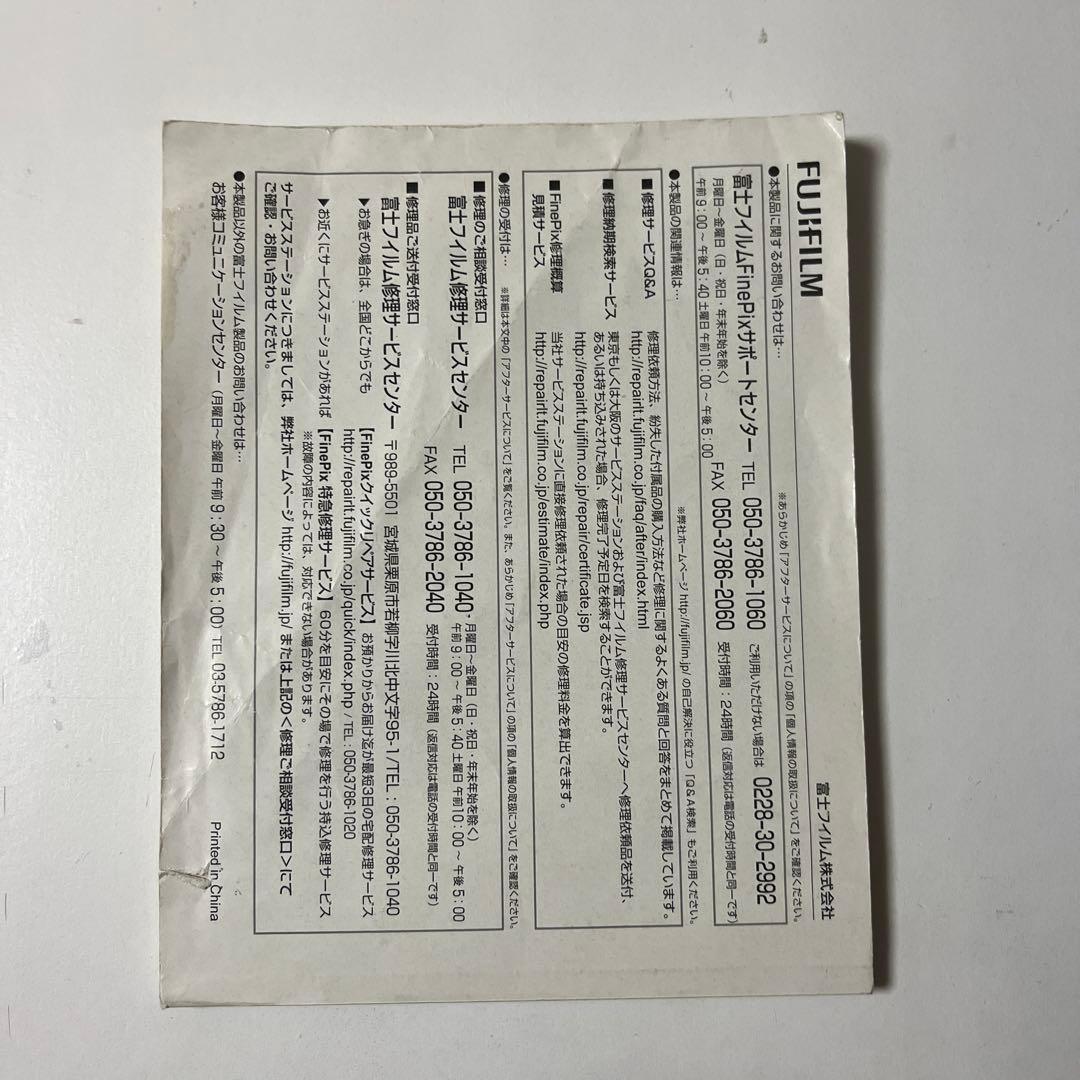 FUJIFILM
富士フイルム株式会社
●本製品に関するお問い合わせは…
※あらかじめ「アフターサービスについて」の項の「個人情報の取扱について」をご確認ください。
富士フイルムFinePixサポートセンター TEL 050-3786-1060 ご利用いただけない場合は 0228-30-2992
月曜日~金曜日(日・祝日・年末年始を除く)
午前9:00~午後5:40 土曜日 午前10:00~午後5:00 FAX 050-3786-2060 受付時間:24時間(返信対応は電話の受付時間と同一です)
●本製品の関連情報は… ※弊社ホームページ http://fujifilm.jp/ の自己解決に役立つ「Q&A検索」もご利用ください。
■修理サービスQ&A 修理依頼方法、紛失した付属品の購入方法など修理に関するよくある質問と回答をまとめて掲載しています。
http://repairlt.fujifilm.co.jp/faq/after/index.html
■修理納期検索サービス 東京もしくは大阪のサービスステーションおよび富士フイルム修理サービスセンターへ修理依頼品を送付、
あるいは持ち込みされた場合、修理完了予定日を検索することができます。
http://repairlt.fujifilm.co.jp/repair/certificate.jsp
■FinePix修理概算 当社サービスステーションに直接修理依頼された場合の目安の修理料金を算出できます。
見積サービス http://repairlt.fujifilm.co.jp/estimate/index.php
●修理の受付は… ※詳細は本文中の「アフターサービスについて」をご覧ください。また、あらかじめ「アフターサービスについて」の項の「個人情報の取扱について」をご確認ください。
■修理のご相談受付窓口
富士フイルム修理サービスセンター TEL 050-3786-1040 月曜日~金曜日(日・祝日・年末年始を除く)
午前9:00~午後5:40 土曜日 午前10:00~午後5:00
FAX 050-3786-2040 受付時間:24時間(返信対応は電話の受付時間と同一です)
■修理品ご送付受付窓口
富士フイルム修理サービスセンター 〒989-5501 宮城県栗原市若柳字川北中文字95-1/TEL:050-3786-1040
▶お急ぎの場合は、全国どこからでも 【FinePixクイックリペアサービス】お預かりからお届け迄が最短3日の宅配修理サービス
http://repairlt.fujifilm.co.jp/quick/index.php / TEL:050-3786-1020
▶お近くにサービスステーションがあれば 【FinePix 特急修理サービス】60分を目安にその場で修理を行う持込修理サービス
※故障の内容によっては、対応できない場合があります。
サービスステーションにつきましては、弊社ホームページ http://fujifilm.jp/ または上記の<修理ご相談受付窓口>にて
ご確認・お問い合わせください。
●本製品以外の富士フイルム製品のお問い合わせは…
お客様コミュニケーションセンター(月曜日~金曜日 午前9:30~午後5:00) TEL 03-5786-1712
Printed in China